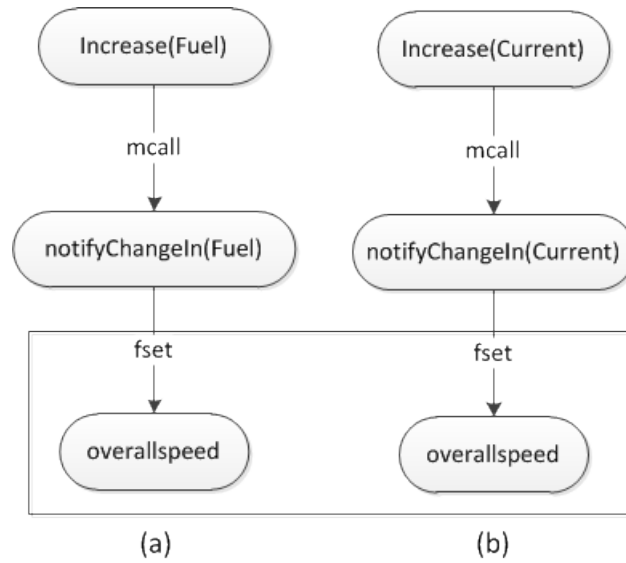 Increase(Fuel)
mcall
notifyChangeIn(Fuel)
fset
overallspeed
(a)
Increase(Current)
mcall
notifyChangeIn(Current)
fset
overallspeed
(b)